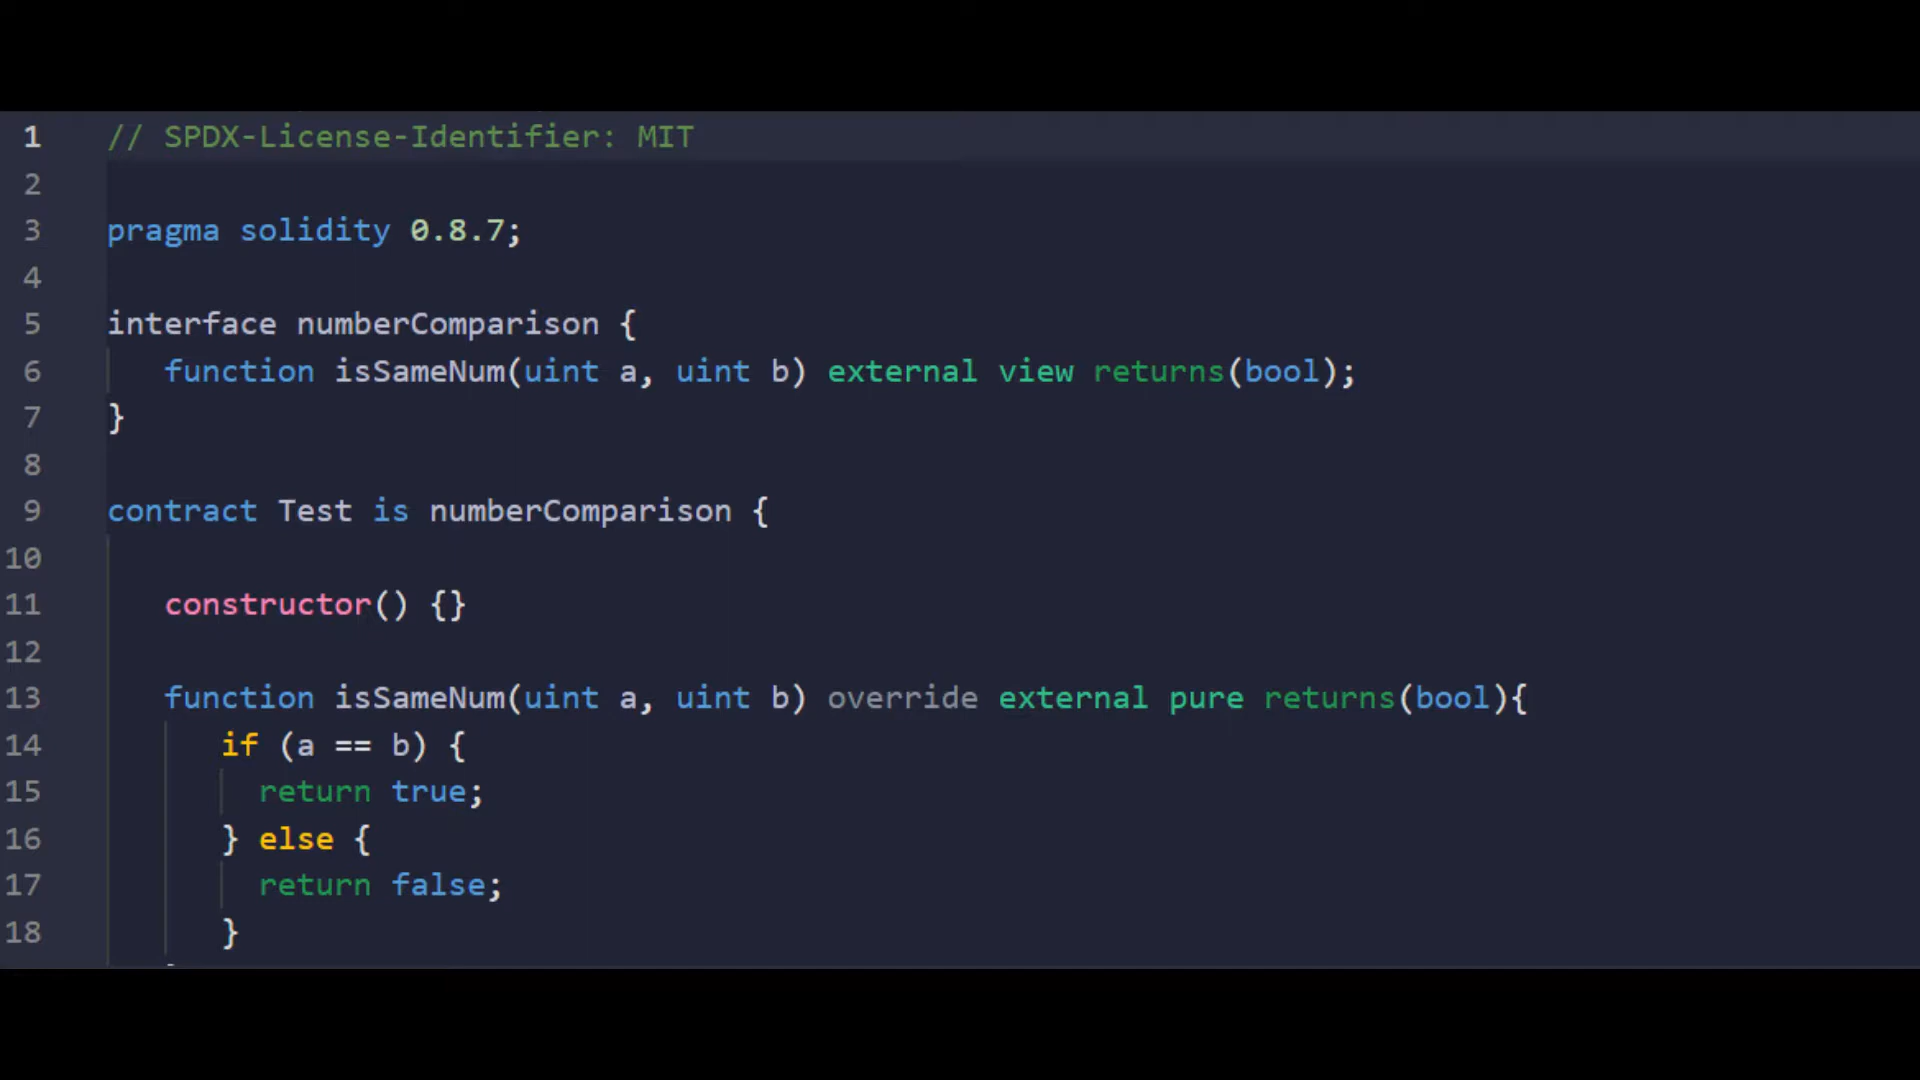 1 // SPDX-License-Identifier: MIT
2
3 pragma solidity 0.8.7;
4
5 interface numberComparison {
6 function isSameNum(uint a, uint b) external view returns(bool);
7 }
8
9 contract Test is numberComparison {
10
11 constructor() {}
12
13 function isSameNum(uint a, uint b) override external pure returns(bool){
14 if (a == b) {
15 return true;
16 } else {
17 return false;
18 }